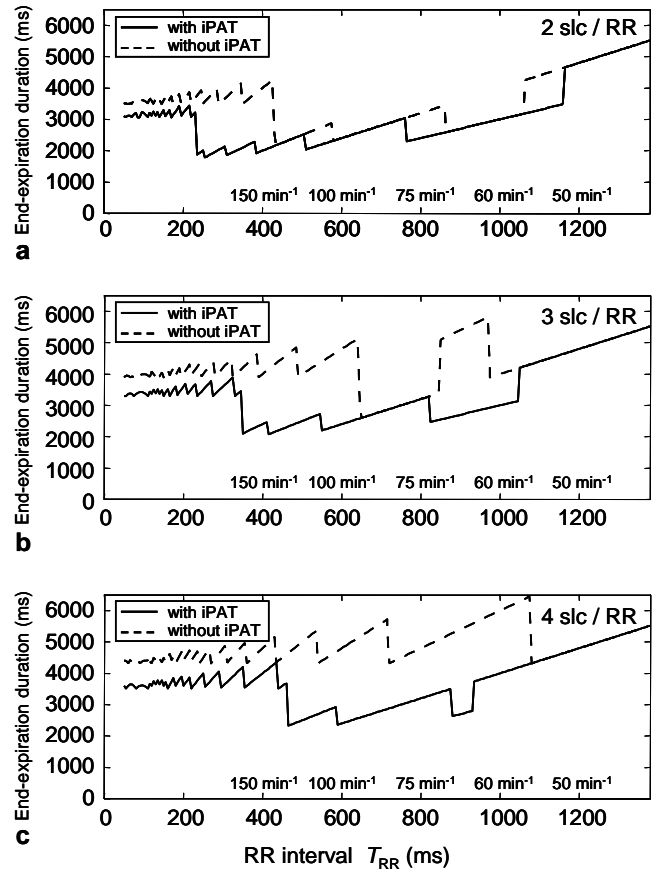 2 slc / RR
with iPAT
without iPAT
End-expiration duration (ms)
6000
5000
4000
3000
2000
1000
0
150 min-1 100 min-1 75 min-1 60 min-1 50 min-1
0 200 400 600 800 1000 1200
a
3 slc / RR
with iPAT
without iPAT
End-expiration duration (ms)
6000
5000
4000
3000
2000
1000
0
150 min-1 100 min-1 75 min-1 60 min-1 50 min-1
0 200 400 600 800 1000 1200
b
4 slc / RR
with iPAT
without iPAT
End-expiration duration (ms)
6000
5000
4000
3000
2000
1000
0
150 min-1 100 min-1 75 min-1 60 min-1 50 min-1
0 200 400 600 800 1000 1200
c
RR interval TRR (ms)